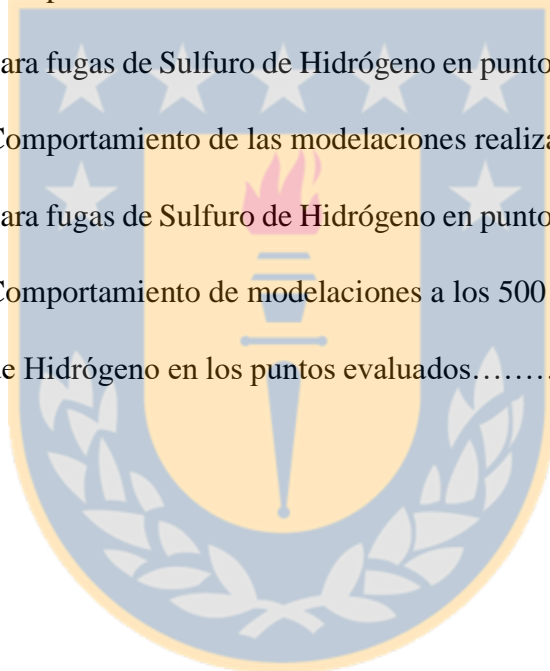 ara fugas de Sulfuro de Hidrógeno en punto
Comportamiento de las modelaciones realiza
ara fugas de Sulfuro de Hidrógeno en punto
Comportamiento de modelaciones a los 500
de Hidrógeno en los puntos evaluados………